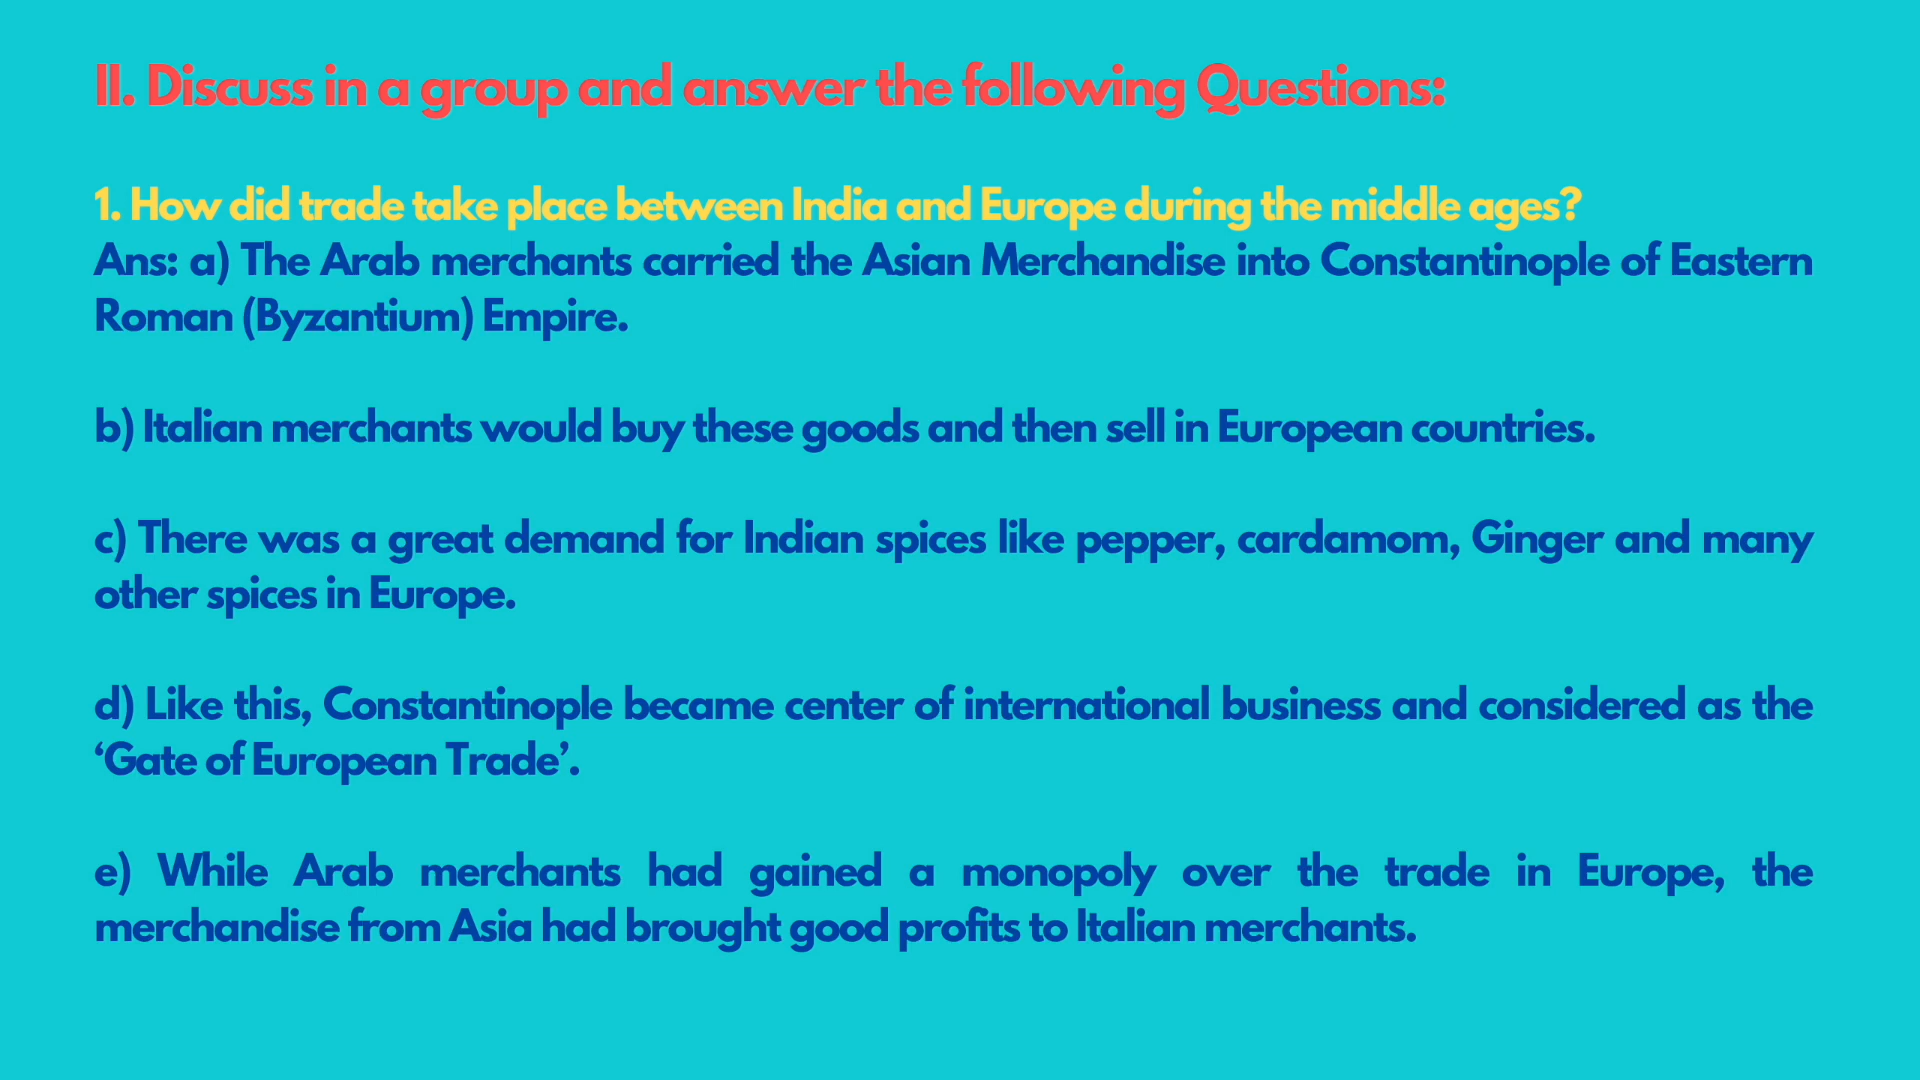 II. Discuss in a group and answer the following Questions:
1. How did trade take place between India and Europe during the middle ages?
Ans: a) The Arab merchants carried the Asian Merchandise into Constantinople of Eastern
Roman (Byzantium) Empire.
b) Italian merchants would buy these goods and then sell in European countries.
c) There was a great demand for Indian spices like pepper, cardamom, Ginger and many
other spices in Europe.
d) Like this, Constantinople became center of international business and considered as the
‘Gate of European Trade’.
e) While Arab merchants had gained a monopoly over the trade in Europe, the
merchandise from Asia had brought good profits to Italian merchants.